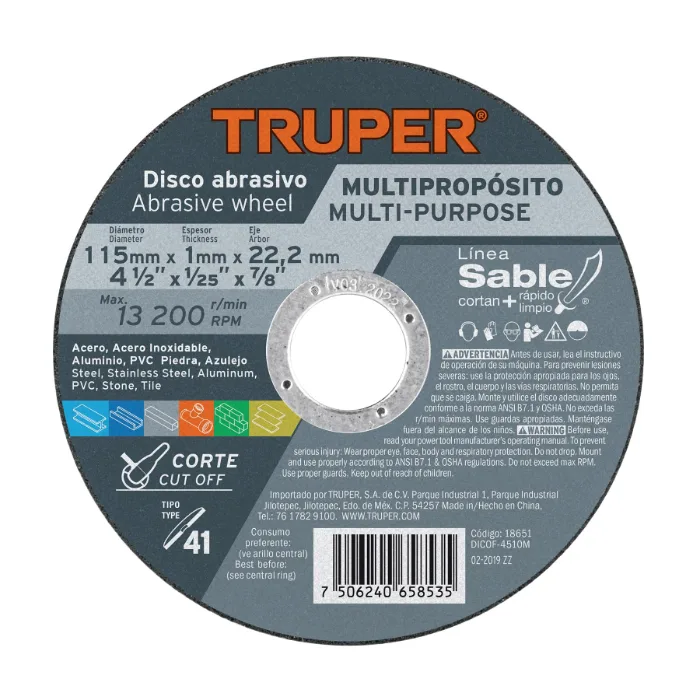 TRUPER®
Disco abrasivo
Abrasive wheel
MULTIPROPÓSITO
MULTI-PURPOSE
Diámetro Espesor Eje
Diameter Thickness Arbor
115mm x 1mm x 22,2 mm
4 ½" x 1/25" x 7/8"
Max. 13 200 r/min
RPM
Acero, Acero Inoxidable,
Aluminio, PVC Piedra, Azulejo
Steel, Stainless Steel, Aluminum,
PVC, Stone, Tile
CORTE
CUT OFF
TIPO
TYPE
41
Línea
Sable®
cortan + rápido
limpio
V03 2022
ADVERTENCIA Antes de usar, lea el instructivo
de operación de su máquina. Para prevenir lesiones
severas: use la protección apropiada para los ojos,
el rostro, el cuerpo y las vías respiratorias. No permita
que se caiga. Monte y utilice el disco adecuadamente
conforme a la norma ANSI B7.1 y OSHA. No exceda las
r/min máximas. Use guardas apropiadas. Manténgase
fuera del alcance de los niños. WARNING Before use,
read your power tool manufacturer's operating manual. To prevent
serious injury: Wear proper eye, face, body and respiratory protection. Do not drop. Mount
and use properly according to ANSI B7.1 & OSHA regulations. Do not exceed max RPM.
Use proper guards. Keep out of reach of children.
Importado por TRUPER, S.A. de C.V. Parque Industrial 1, Parque Industrial
Jilotepec, Jilotepec, Edo. de Méx. C.P. 54257 Made in/Hecho en China.
Tel.: 76 1782 9100. WWW.TRUPER.COM
Consumo
preferente:
(ve arillo central)
Best before:
(see central ring)
7 506240 658535
Código: 18651
DICOF-4510M
02-2019 ZZ